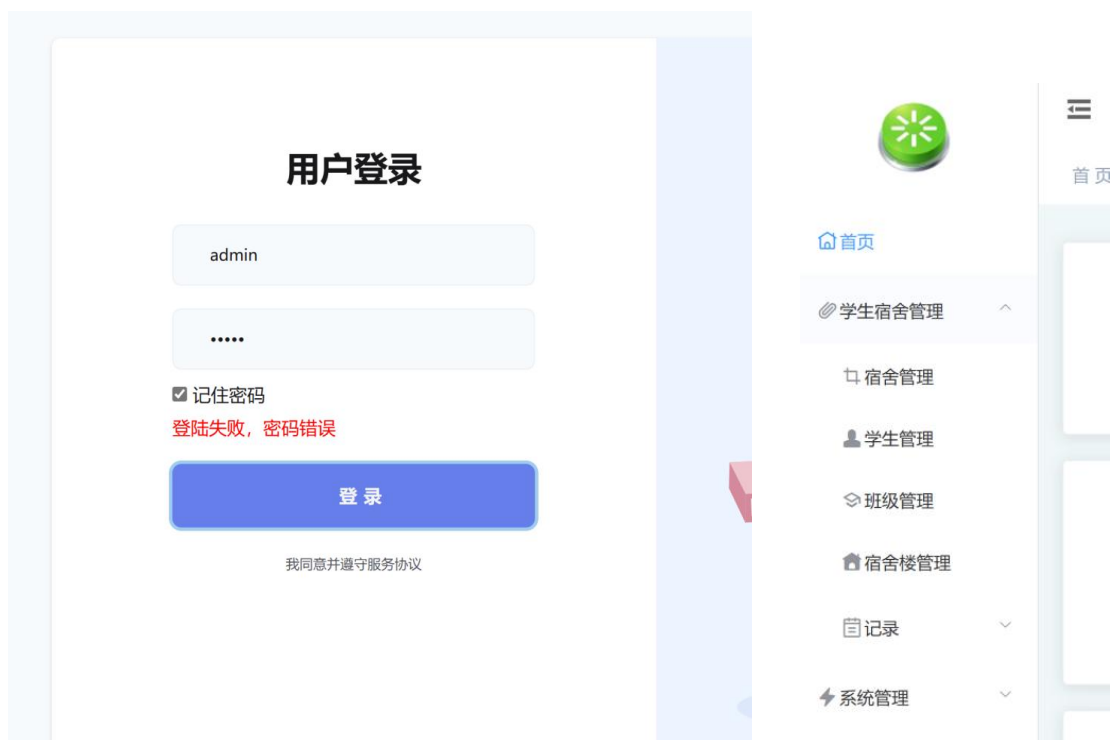 用户登录
admin
•••••
记住密码
登陆失败，密码错误
登 录
我同意并遵守服务协议
首页
首页
学生宿舍管理
宿舍管理
学生管理
班级管理
宿舍楼管理
记录
系统管理